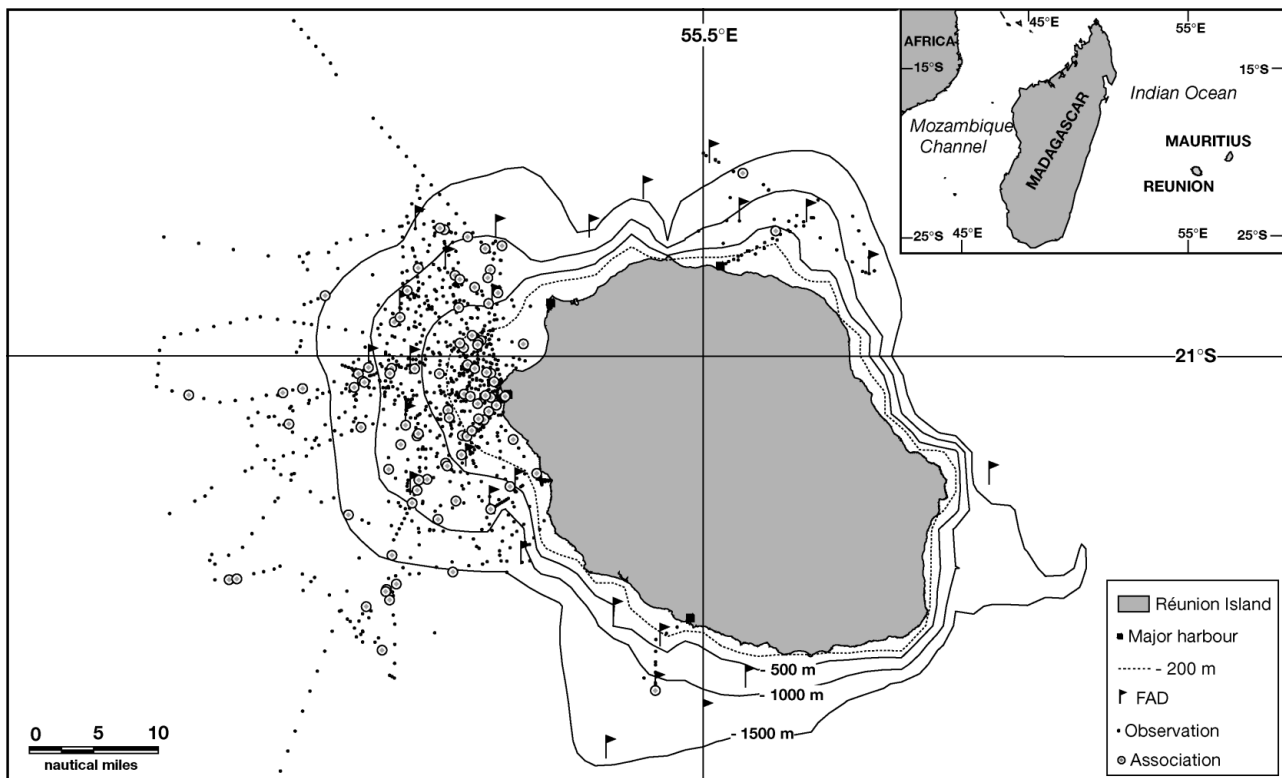 55.5°E
45°E
55°E
AFRICA
15°S
15°S
Indian Ocean
Mozambique
Channel
MADAGASCAR
MAURITIUS
REUNION
25°S
45°E
55°E
25°S
21°S
- 500 m
- 1000 m
- 1500 m
Réunion Island
Major harbour
- 200 m
FAD
Observation
Association
0 5 10
nautical miles